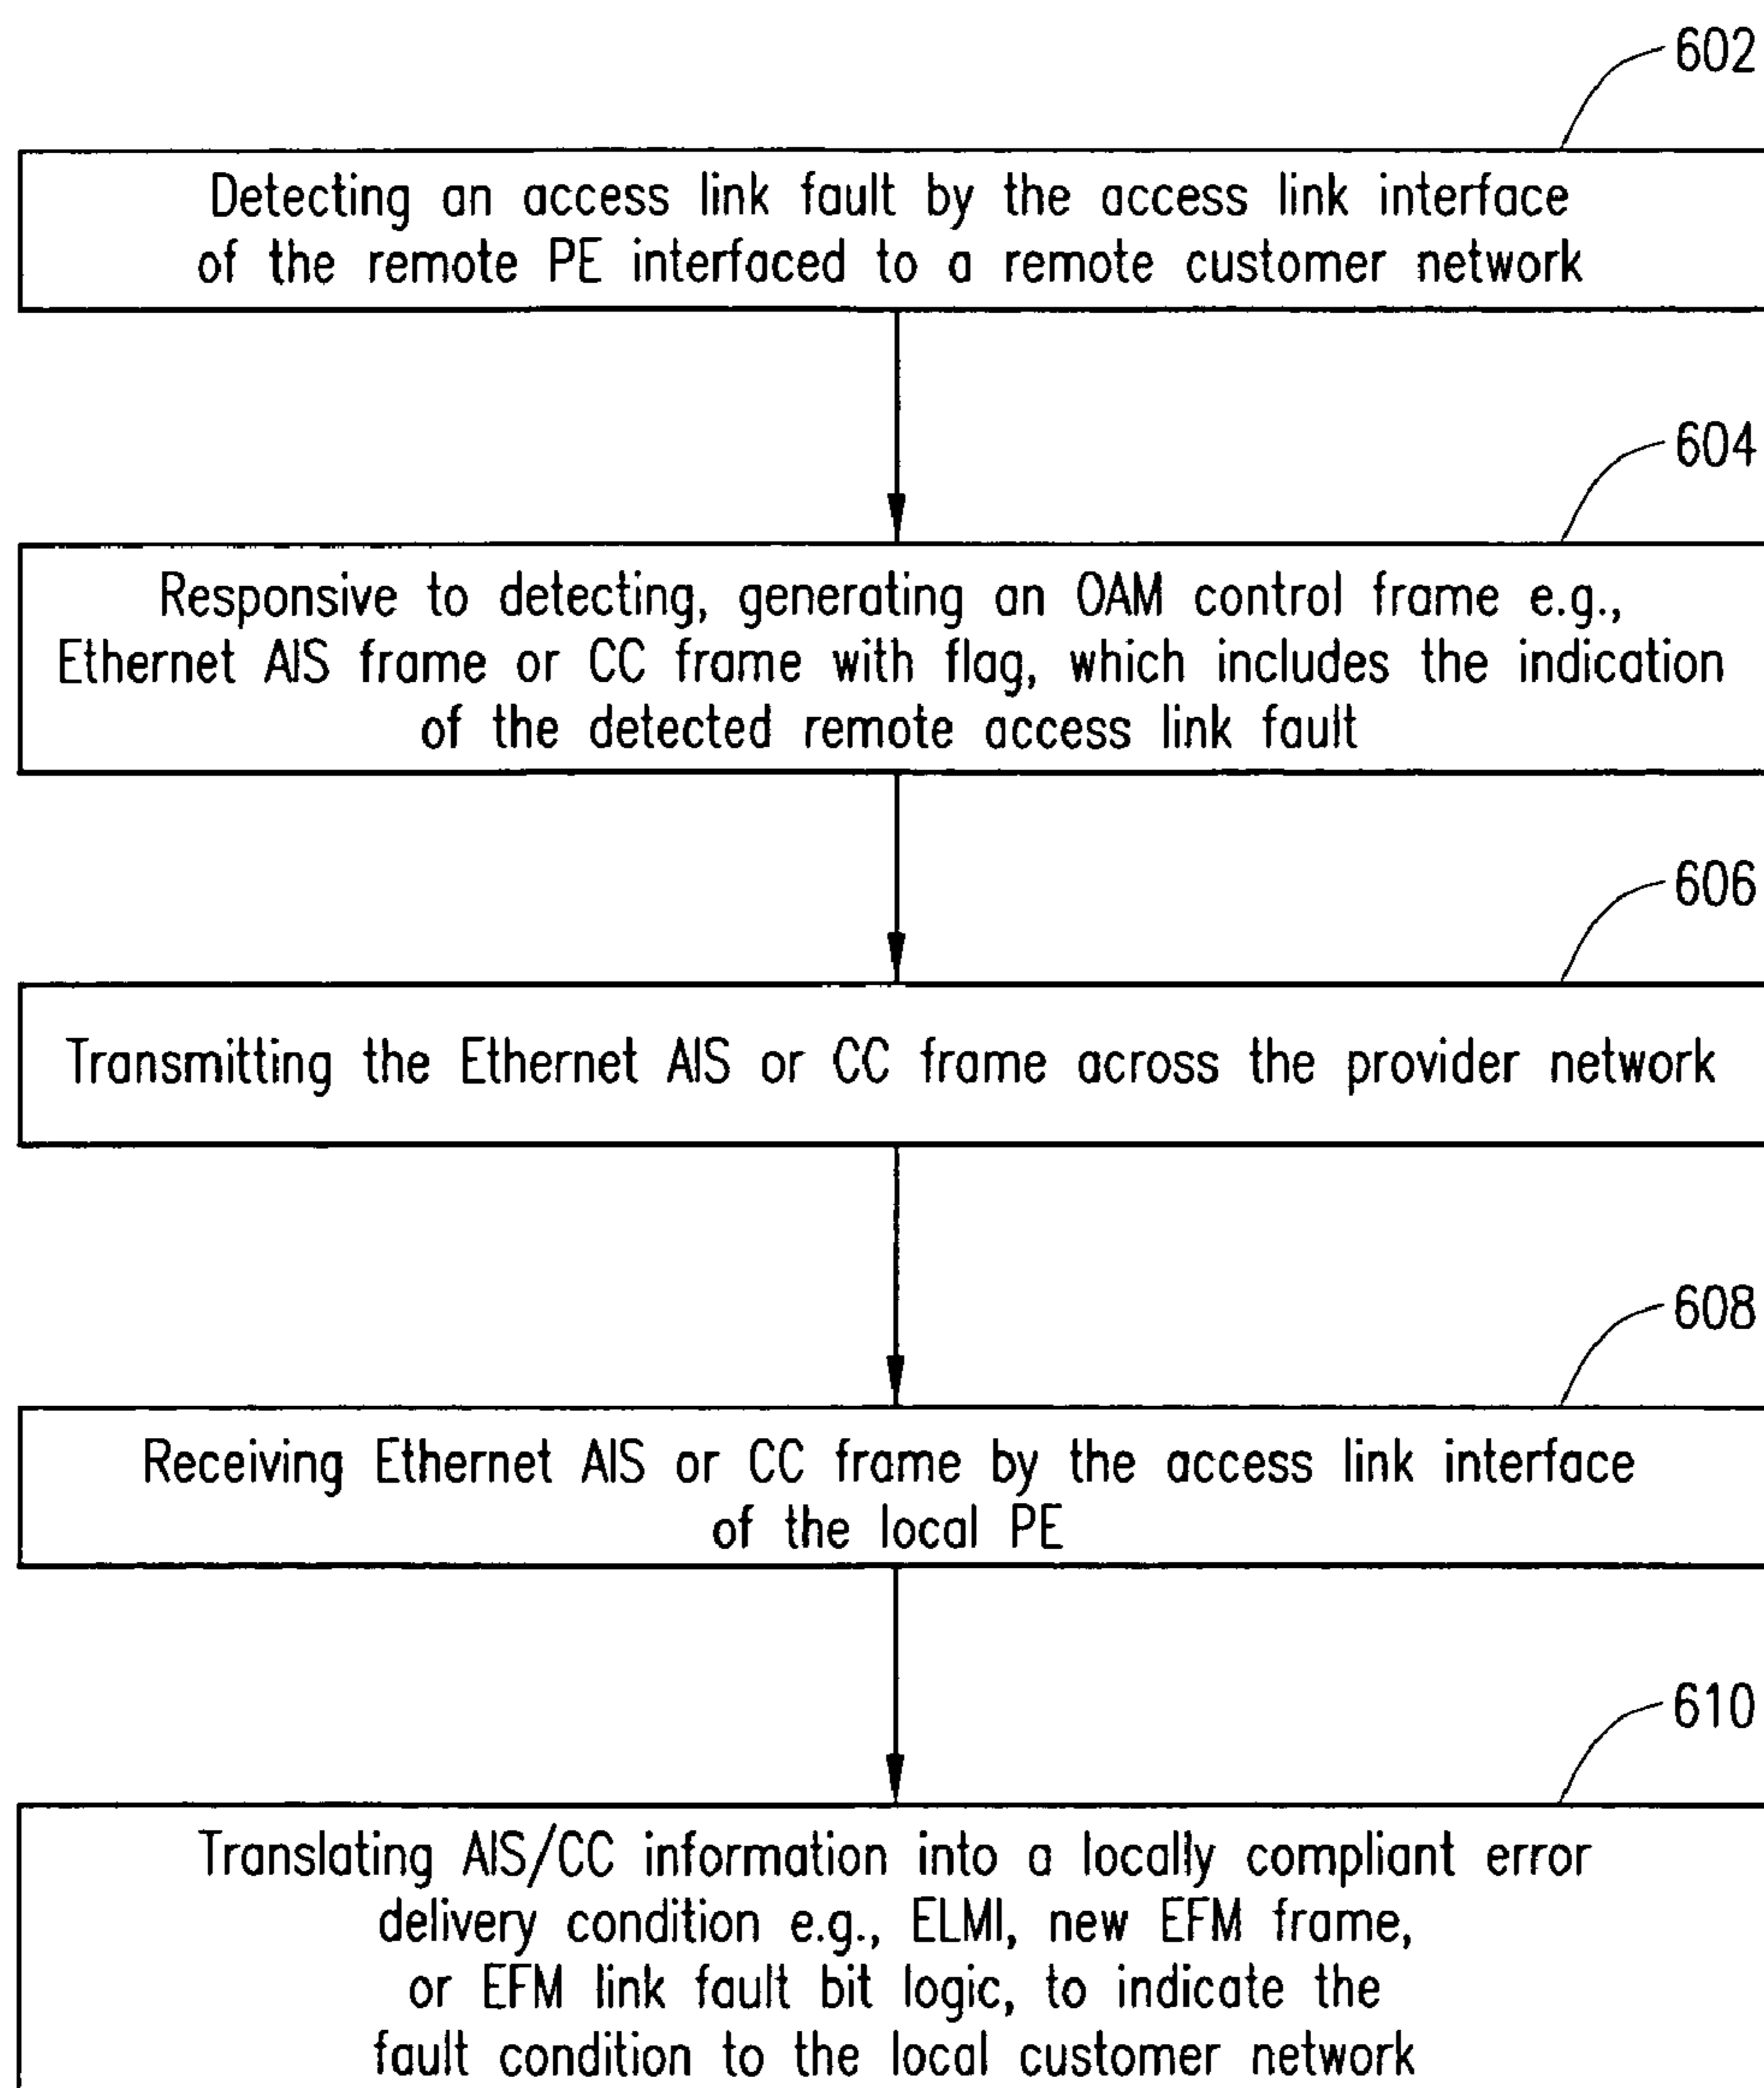 602
Detecting an access link fault by the access link interface
of the remote PE interfaced to a remote customer network
604
Responsive to detecting, generating an OAM control frame e.g.,
Ethernet AIS frame or CC frame with flag, which includes the indication
of the detected remote access link fault
606
Transmitting the Ethernet AIS or CC frame across the provider network
608
Receiving Ethernet AIS or CC frame by the access link interface
of the local PE
610
Translating AIS/CC information into a locally compliant error
delivery condition e.g., ELMI, new EFM frame,
or EFM link fault bit logic, to indicate the
fault condition to the local customer network